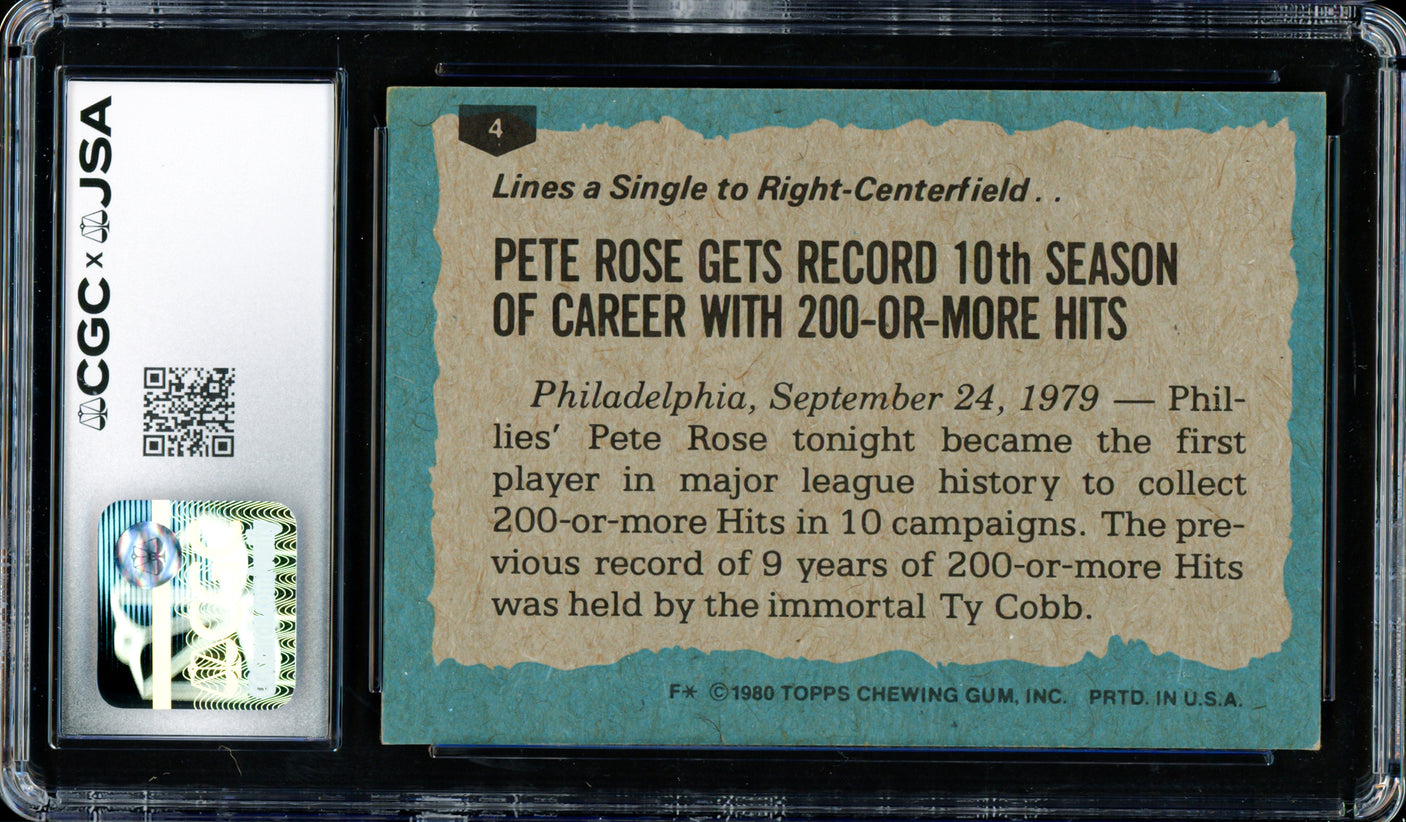 CGC x JSA
4
Lines a Single to Right-Centerfield . .
PETE ROSE GETS RECORD 10th SEASON
OF CAREER WITH 200-OR-MORE HITS
Philadelphia, September 24, 1979 — Phil-
lies' Pete Rose tonight became the first
player in major league history to collect
200-or-more Hits in 10 campaigns. The pre-
vious record of 9 years of 200-or-more Hits
was held by the immortal Ty Cobb.
F* ©1980 TOPPS CHEWING GUM, INC. PRTD. IN U.S.A.